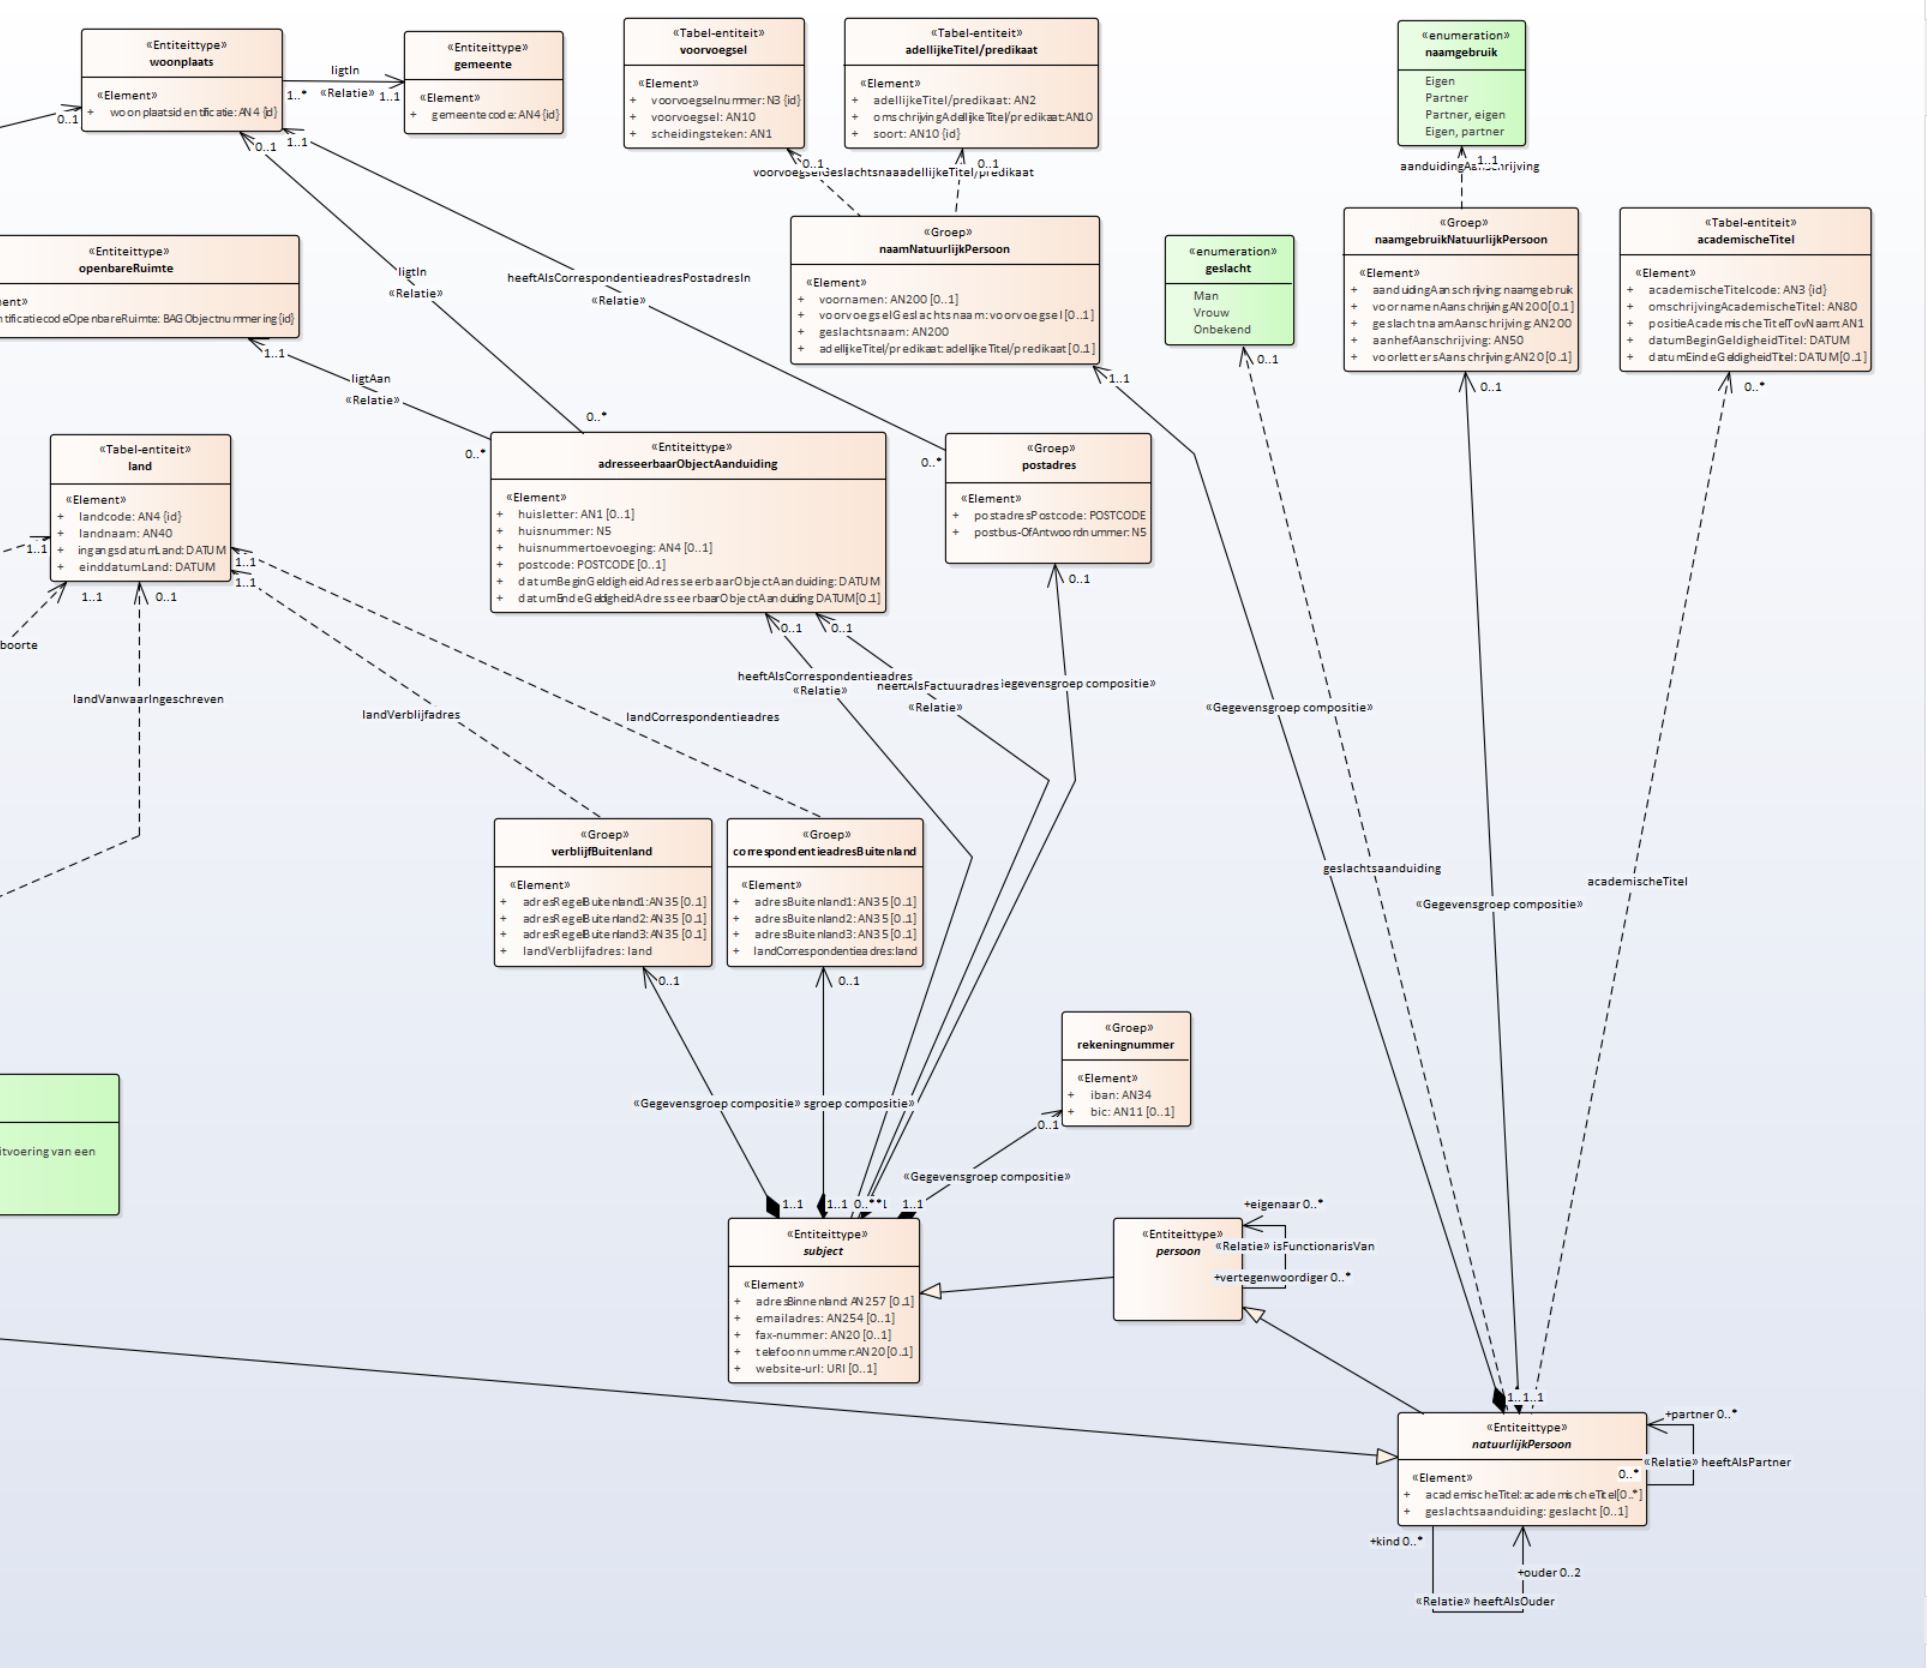 «Entiteittype»
woonplaats
«Element»
+ woonplaatsidentificatie: AN4 {id}
ligtIn
«Relatie»
1..*
1..1
0..1
0..1
1..1
«Entiteittype»
gemeente
«Element»
+ gemeentecode: AN4 {id}
«Tabel-entiteit»
voorvoegsel
«Element»
+ voorvoegselnummer: N3 {id}
+ voorvoegsel: AN10
+ scheidingsteken: AN1
«Tabel-entiteit»
adellijkeTitel/predikaat
«Element»
+ adellijkeTitel/predikaat: AN2
+ omschrijvingAdellijkeTitel/predikaat: AN10
+ soort: AN10 {id}
0..1
0..1
adellijkeTitel/predikaat
«enumeration»
naamgebruik
Eigen
Partner
Partner, eigen
Eigen, partner
1..1
«Entiteittype»
openbareRuimte
ent»
ntificatiecodeOpenbareRuimte: BAGObjectnummering {id}
1..1
ligtIn
«Relatie»
heeftAlsCorrespondentieadresPostadresIn
«Relatie»
ligtAan
«Relatie»
0..*
0..*
0..*
«Groep»
naamNatuurlijkPersoon
«Element»
+ voornamen: AN200 [0..1]
+ voorvoegselGeslachtsnaam: voorvoegsel [0..1]
+ geslachtsnaam: AN200
+ adellijkeTitel/predikaat: adellijkeTitel/predikaat [0..1]
1..1
«enumeration»
geslacht
Man
Vrouw
Onbekend
0..1
«Groep»
naamgebruikNatuurlijkPersoon
«Element»
+ aanduidingAanschrijving: naamgebruik
+ voornamenAanschrijving: AN200 [0..1]
+ geslachtnaamAanschrijving: AN200
+ aanhefAanschrijving: AN50
+ voorlettersAanschrijving: AN20 [0..1]
0..1
«Tabel-entiteit»
academischeTitel
«Element»
+ academischeTitelcode: AN3 {id}
+ omschrijvingAcademischeTitel: AN80
+ positieAcademischeTitelTovNaam: AN1
+ datumBeginGeldigheidTitel: DATUM
+ datumEindeGeldigheidTitel: DATUM [0..1]
0..*
«Tabel-entiteit»
land
«Element»
+ landcode: AN4 {id}
+ landnaam: AN40
+ ingangsdatumLand: DATUM
+ einddatumLand: DATUM
1..1
1..1
1..1
1..1
0..1
boorte
«Entiteittype»
adresseerbaarObjectAanduiding
«Element»
+ huisletter: AN1 [0..1]
+ huisnummer: N5
+ huisnummertoevoeging: AN4 [0..1]
+ postcode: POSTCODE [0..1]
+ datumBeginGeldigheidAdresseerbaarObjectAanduiding: DATUM
+ datumEindeGeldigheidAdresseerbaarObjectAanduiding: DATUM [0..1]
0..1
0..1
«Groep»
postadres
«Element»
+ postadresPostcode: POSTCODE
+ postbus-OfAntwoordnummer: N5
0..1
landVanwaarIngeschreven
landVerblijfadres
landCorrespondentieadres
heeftAlsCorrespondentieadres
«Relatie»
heeftAlsFactuuradres
«Relatie»
iegevensgroep compositie»
«Gegevensgroep compositie»
geslachtsaanduiding
«Gegevensgroep compositie»
academischeTitel
«Groep»
verblijfBuitenland
«Element»
+ adresRegelBuitenland1: AN35 [0..1]
+ adresRegelBuitenland2: AN35 [0..1]
+ adresRegelBuitenland3: AN35 [0..1]
+ landVerblijfadres: land
0..1
«Groep»
correspondentieadresBuitenland
«Element»
+ adresBuitenland1: AN35 [0..1]
+ adresBuitenland2: AN35 [0..1]
+ adresBuitenland3: AN35 [0..1]
+ landCorrespondentieadres: land
0..1
«Groep»
rekeningnummer
«Element»
+ iban: AN34
+ bic: AN11 [0..1]
0..1
«Gegevensgroep compositie» sgroep compositie»
«Gegevensgroep compositie»
itvoering van een
1..1
1..1
0..*
1..1
«Entiteittype»
subject
«Element»
+ adresBinnenland: AN257 [0..1]
+ emailadres: AN254 [0..1]
+ fax-nummer: AN20 [0..1]
+ telefoonnummer: AN20 [0..1]
+ website-url: URI [0..1]
«Entiteittype»
persoon
+eigenaar 0..*
«Relatie» isFunctionarisVan
+vertegenwoordiger 0..*
«Entiteittype»
natuurlijkPersoon
«Element»
+ academischeTitel: academischeTitel [0..*]
+ geslachtsaanduiding: geslacht [0..1]
+partner 0..*
«Relatie» heeftAlsPartner
0..*
+kind 0..*
+ouder 0..2
«Relatie» heeftAlsOuder